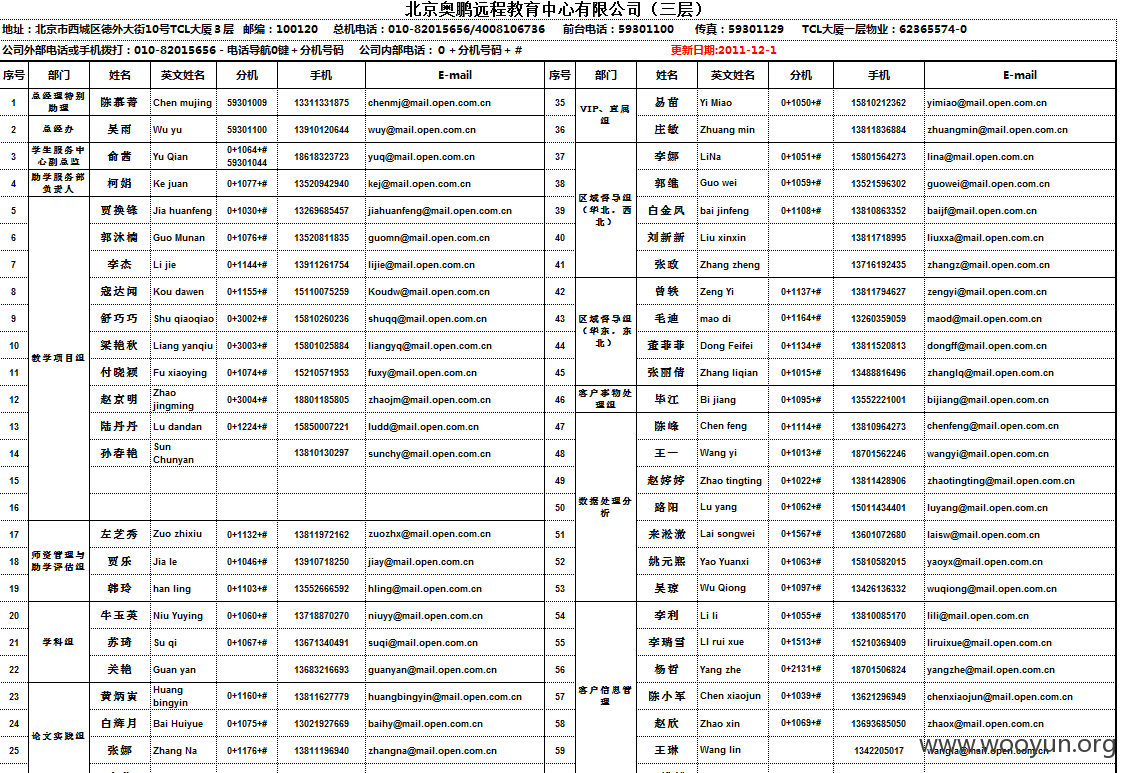 北京奥鹏远程教育中心有限公司（三层）
地址：北京市西城区德外大街10号TCL大厦３层 邮编：100120 总机电话：010-82015656/4008106736 前台电话：59301100 传真：59301129 TCL大厦一层物业：62365574-0
公司外部电话或手机拨打：010-82015656 - 电话导航0键＋分机号码 公司内部电话： 0 ＋分机号码＋ # 更新日期:2011-12-1
序号 部门 姓名 英文姓名 分机 手机 E-mail 序号 部门 姓名 英文姓名 分机 手机 E-mail
1 总经理特别助理 陈慕菁 Chen mujing 59301009 13311331875 chenmj@mail.open.com.cn 35 VIP、直属组 易苗 Yi Miao 0+1050+# 15810212362 yimiao@mail.open.com.cn
2 总经办 吴雨 Wu yu 59301100 13910120644 wuy@mail.open.com.cn 36 庄敏 Zhuang min 13811836884 zhuangmin@mail.open.com.cn
3 学生服务中心副总监 俞茜 Yu Qian 0+1064+# 59301044 18618323723 yuq@mail.open.com.cn 37 区域督导组（华北，西北） 李娜 LiNa 0+1051+# 15801564273 lina@mail.open.com.cn
4 助学服务部负责人 柯娟 Ke juan 0+1077+# 13520942940 kej@mail.open.com.cn 38 郭维 Guo wei 0+1059+# 13521596302 guowei@mail.open.com.cn
5 教学项目组 贾换锋 Jia huanfeng 0+1030+# 13269685457 jiahuanfeng@mail.open.com.cn 39 白金凤 bai jinfeng 0+1108+# 13810863352 baijf@mail.open.com.cn
6 郭沐楠 Guo Munan 0+1076+# 13520811835 guomn@mail.open.com.cn 40 刘新新 Liu xinxin 13811718995 liuxxa@mail.open.com.cn
7 李杰 Li jie 0+1144+# 13911261754 lijie@mail.open.com.cn 41 张政 Zhang zheng 13716192435 zhangz@mail.open.com.cn
8 寇达闻 Kou dawen 0+1155+# 15110075259 Koudw@mail.open.com.cn 42 区域督导组（华东，东北） 曾轶 Zeng Yi 0+1137+# 13811794627 zengyi@mail.open.com.cn
9 舒巧巧 Shu qiaoqiao 0+3002+# 15810260236 shuqq@mail.open.com.cn 43 毛迪 mao di 0+1164+# 13260359059 maod@mail.open.com.cn
10 梁艳秋 Liang yanqiu 0+3003+# 15801025884 liangyq@mail.open.com.cn 44 董菲菲 Dong Feifei 0+1134+# 13811520813 dongff@mail.open.com.cn
11 付晓颖 Fu xiaoying 0+1074+# 15210571953 fuxy@mail.open.com.cn 45 张丽倩 Zhang liqian 0+1015+# 13488816496 zhanglq@mail.open.com.cn
12 赵京明 Zhao jingming 0+3004+# 18801185805 zhaojm@mail.open.com.cn 46 客户事物处理组 毕江 Bi jiang 0+1095+# 13552221001 bijiang@mail.open.com.cn
13 陆丹丹 Lu dandan 0+1224+# 15850007221 ludd@mail.open.com.cn 47 数据处理分析 陈峰 Chen feng 0+1114+# 13810964273 chenfeng@mail.open.com.cn
14 孙春艳 Sun Chunyan 13810130297 sunchy@mail.open.com.cn 48 王一 Wang yi 0+1013+# 18701562246 wangyi@mail.open.com.cn
15 49 赵婷婷 Zhao tingting 0+1022+# 13811428906 zhaotingting@mail.open.com.cn
16 50 路阳 Lu yang 0+1062+# 15011434401 luyang@mail.open.com.cn
17 师资管理与助学评估组 左芝秀 Zuo zhixiu 0+1132+# 13811972162 zuozhx@mail.open.com.cn 51 来淞激 Lai songwei 0+1567+# 13601072680 laisw@mail.open.com.cn
18 贾乐 Jia le 0+1046+# 13910718250 jiay@mail.open.com.cn 52 姚元熙 Yao Yuanxi 0+1063+# 15810582015 yaoyx@mail.open.com.cn
19 韩玲 han ling 0+1103+# 13552666592 hling@mail.open.com.cn 53 吴琼 Wu Qiong 0+1097+# 13426136332 wuqiong@mail.open.com.cn
20 学科组 牛玉英 Niu Yuying 0+1060+# 13718870270 niuyy@mail.open.com.cn 54 客户信息管理 李利 Li li 0+1055+# 13810085170 lili@mail.open.com.cn
21 苏琦 Su qi 0+1067+# 13671340491 suqi@mail.open.com.cn 55 李瑞雪 LI rui xue 0+1513+# 15210369409 liruixue@mail.open.com.cn
22 关艳 Guan yan 13683216693 guanyan@mail.open.com.cn 56 杨哲 Yang zhe 0+2131+# 18701506824 yangzhe@mail.open.com.cn
23 论文实践组 黄炳寅 Huang bingyin 0+1160+# 13811627779 huangbingyin@mail.open.com.cn 57 陈小军 Chen xiaojun 0+1039+# 13621296949 chenxiaojun@mail.open.com.cn
24 白辉月 Bai Huiyue 0+1075+# 13021927669 baihy@mail.open.com.cn 58 赵欣 Zhao xin 0+1069+# 13693685050 zhaox@mail.open.com.cn
25 张娜 Zhang Na 0+1176+# 13811196940 zhangna@mail.open.com.cn 59 王琳 Wang lin 1342205017
www.wooyun.org